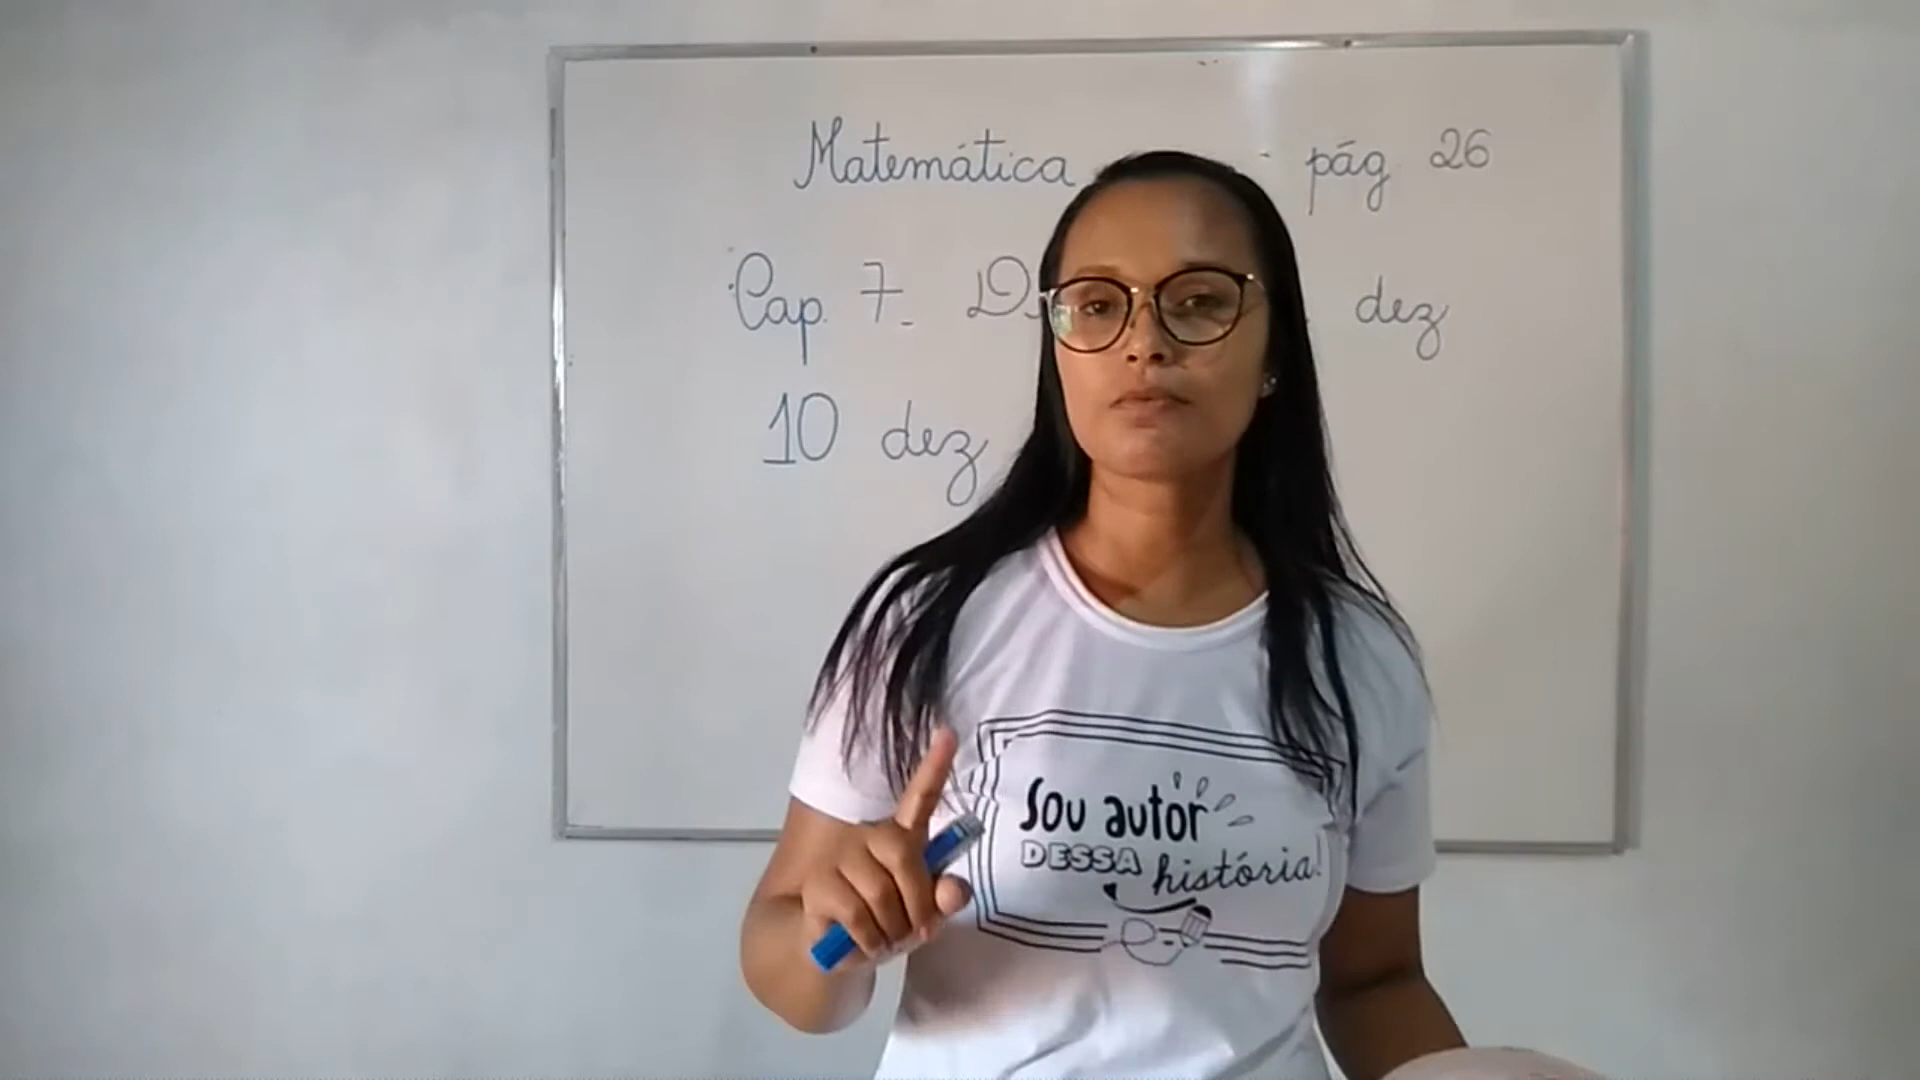 Matemática pág 26
Cap. 7- dez
10 dez
Sou autor
DESSA história!